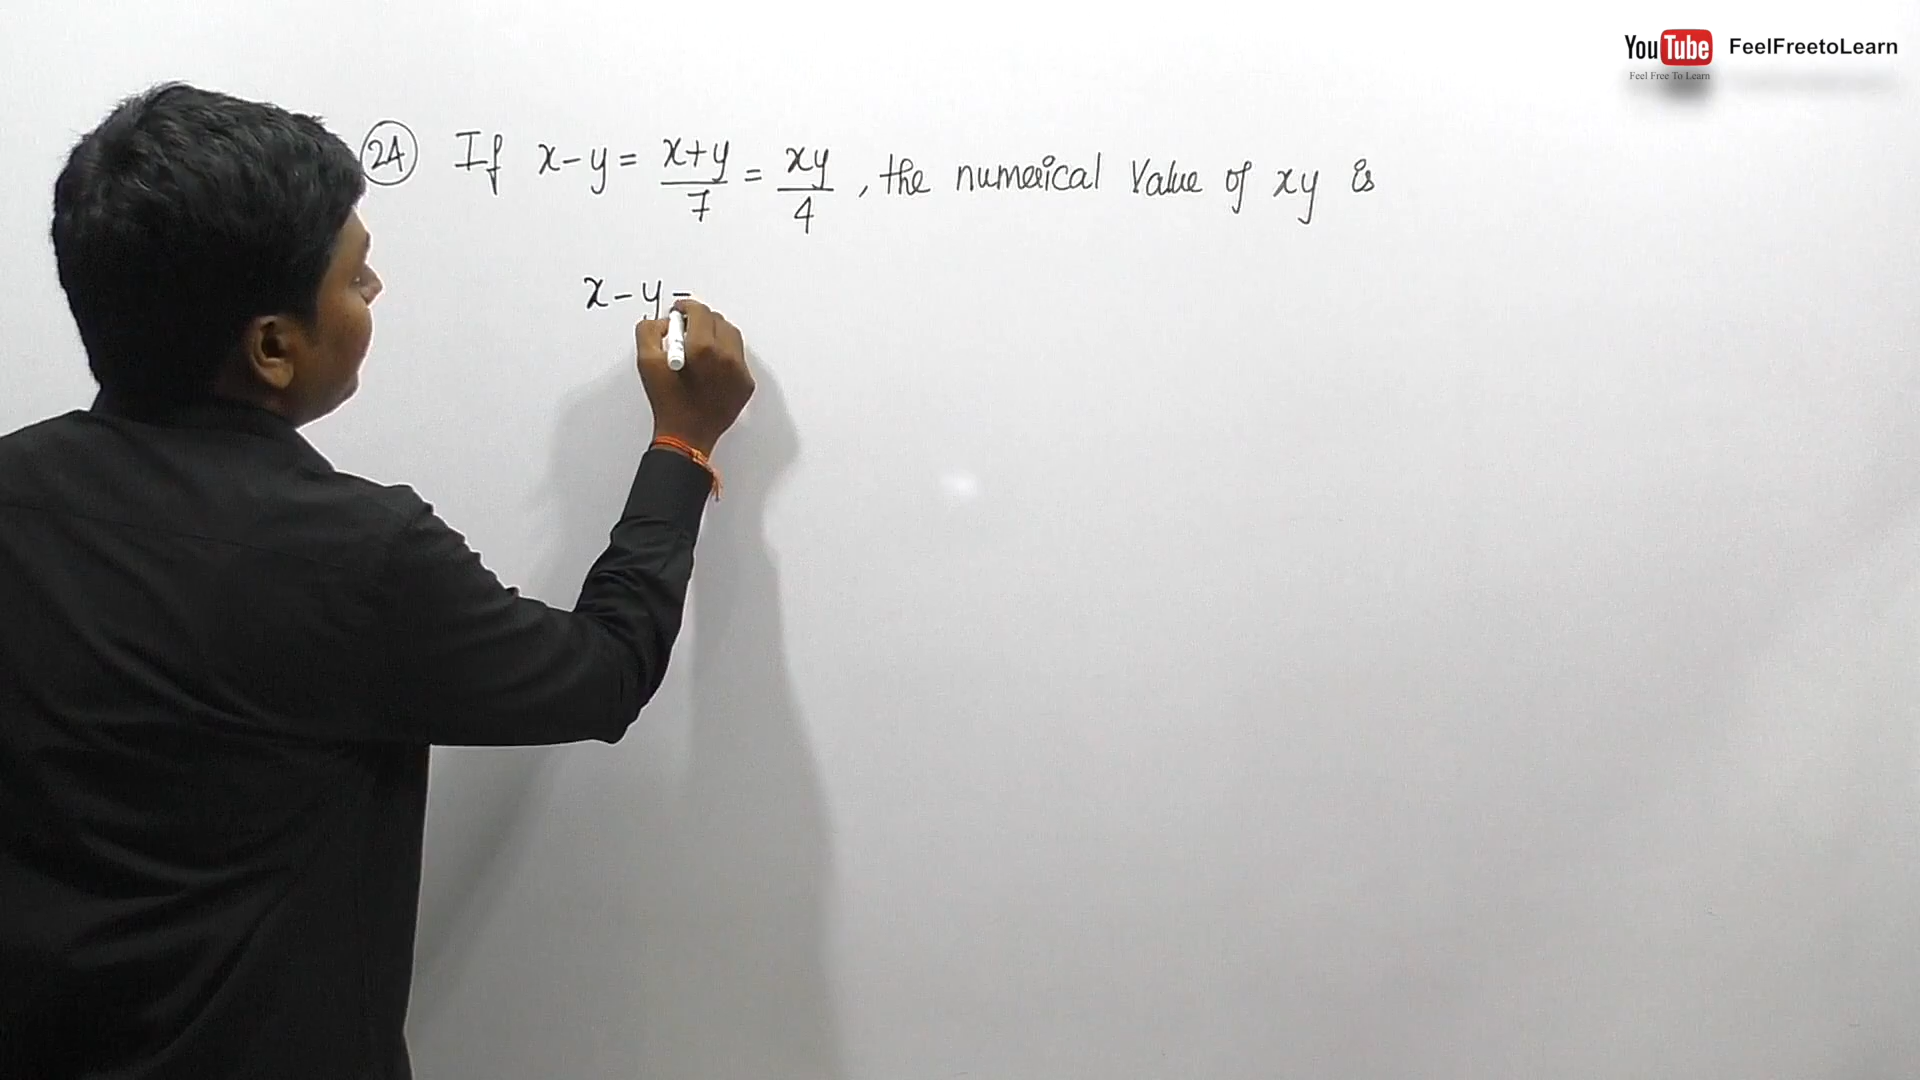 YouTube FeelFreetoLearn
Feel Free To Learn
24 If x-y = x+y/7 = xy/4, the numerical value of xy is
x-y=